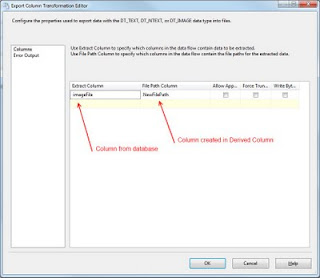 Export Column Transformation Editor
Configure the properties used to export data with the DT_TEXT, DT_NTEXT, or DT_IMAGE data type into files.
Columns
Error Output
Use Extract Column to specify which columns in the data flow contain data to be extracted.
Use File Path Column to specify which columns in the data flow contain the file paths for the extracted data.
Extract Column File Path Column Allow App... Force Trun... Write Byt...
ImageFile NewFilePath
Column created in Derived Column
Column from database
OK Cancel Help